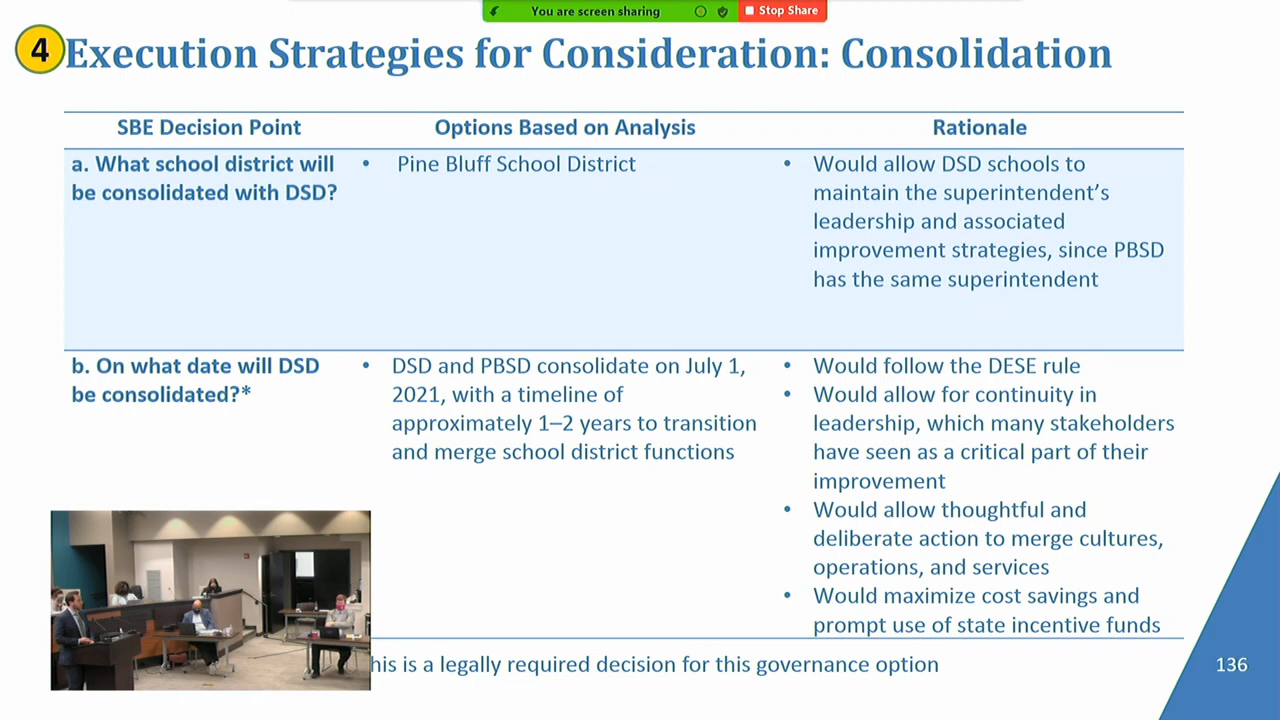 You are screen sharing
Stop Share
4 Execution Strategies for Consideration: Consolidation
SBE Decision Point
Options Based on Analysis
Rationale
a. What school district will
be consolidated with DSD?
• Pine Bluff School District
• Would allow DSD schools to
maintain the superintendent’s
leadership and associated
improvement strategies, since PBSD
has the same superintendent
b. On what date will DSD
be consolidated?*
• DSD and PBSD consolidate on July 1,
2021, with a timeline of
approximately 1–2 years to transition
and merge school district functions
• Would follow the DESE rule
• Would allow for continuity in
leadership, which many stakeholders
have seen as a critical part of their
improvement
• Would allow thoughtful and
deliberate action to merge cultures,
operations, and services
• Would maximize cost savings and
prompt use of state incentive funds
his is a legally required decision for this governance option
136